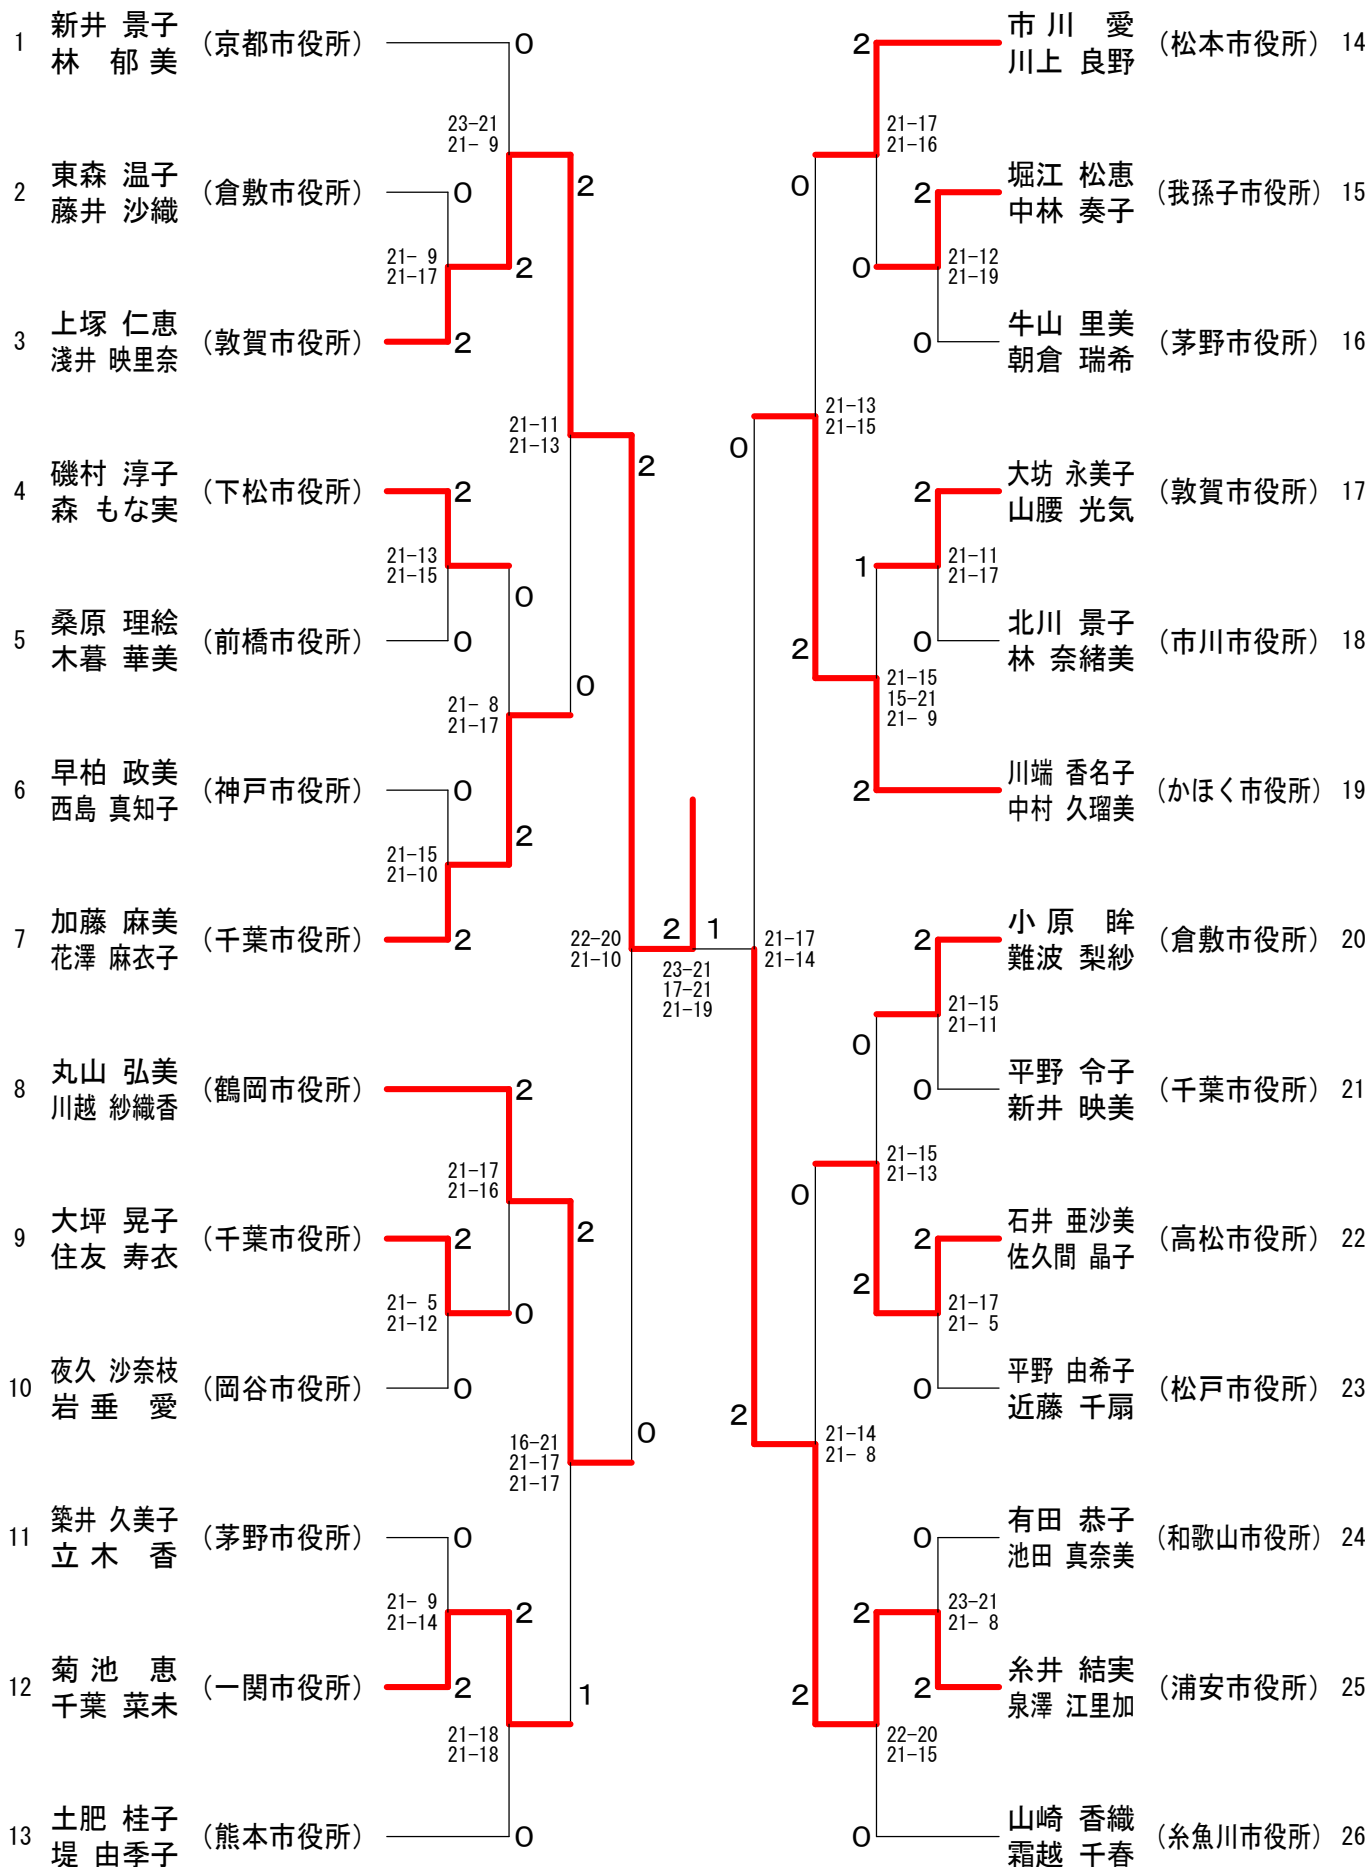 1 新井 景子 (京都市役所)
林 郁美
0
23-21
21- 9
2 東森 温子 (倉敷市役所)
藤井 沙織
0
2
21- 9
21-17
2
3 上塚 仁恵 (敦賀市役所)
淺井 映里奈
2
21-11
21-13
2
4 磯村 淳子 (下松市役所)
森 もな実
2
21-13
21-15
0
5 桑原 理絵 (前橋市役所)
木暮 華美
0
21- 8
21-17
0
6 早柏 政美 (神戸市役所)
西島 真知子
0
2
21-15
21-10
7 加藤 麻美 (千葉市役所)
花澤 麻衣子
2
22-20
21-10
2
1
23-21
17-21
21-19
8 丸山 弘美 (鶴岡市役所)
川越 紗織香
2
21-17
21-16
9 大坪 晃子 (千葉市役所)
住友 寿衣
2
2
21- 5
21-12
0
10 夜久 沙奈枝 (岡谷市役所)
岩垂 愛
0
16-21
21-17
21-17
0
11 築井 久美子 (茅野市役所)
立木 香
0
21- 9
21-14
2
12 菊池 恵 (一関市役所)
千葉 菜未
2
1
21-18
21-18
13 土肥 桂子 (熊本市役所)
堤 由季子
0
2
市川 愛 (松本市役所) 14
川上 良野
21-17
21-16
0
2
堀江 松恵 (我孫子市役所) 15
中林 奏子
0
21-12
21-19
0
牛山 里美 (茅野市役所) 16
朝倉 瑞希
21-13
21-15
0
2
大坊 永美子 (敦賀市役所) 17
山腰 光気
1
21-11
21-17
2
0
北川 景子 (市川市役所) 18
林 奈緒美
21-15
15-21
21- 9
2
川端 香名子 (かほく市役所) 19
中村 久瑠美
21-17
21-14
2
小原 眸 (倉敷市役所) 20
難波 梨紗
21-15
21-11
0
0
平野 令子 (千葉市役所) 21
新井 映美
21-15
21-13
0
2
石井 亜沙美 (高松市役所) 22
佐久間 晶子
2
21-17
21- 5
0
平野 由希子 (松戸市役所) 23
近藤 千扇
2
21-14
21- 8
0
有田 恭子 (和歌山市役所) 24
池田 真奈美
2
23-21
21- 8
2
2
糸井 結実 (浦安市役所) 25
泉澤 江里加
22-20
21-15
0
山崎 香織 (糸魚川市役所) 26
霜越 千春